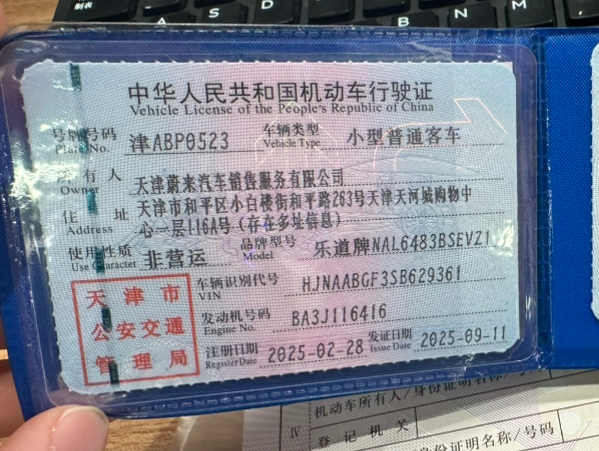 A S D
A B N M
中华人民共和国机动车行驶证
Vehicle License of the People's Republic of China
号牌号码 津ABP0523 车辆类型 小型普通客车
Plate No. Vehicle Type
所有人 天津蔚来汽车销售服务有限公司
Owner
住址 天津市和平区小白楼街和平路263号天津天河城购物中
Address 心一层116A号(存在多址信息)
使用性质 非营运 品牌型号 乐道牌NAL6483BSEVZ1
Use Character Model
天津市
公安交通
管理局
车辆识别代号 HJNAABGF3SB629361
VIN
发动机号码 BA3J116416
Engine No.
注册日期 2025-02-28 发证日期 2025-09-11
Register Date Issue Date
机动车所有人/身份证明名称/号
IV 登记机关
身份证明名称/号码